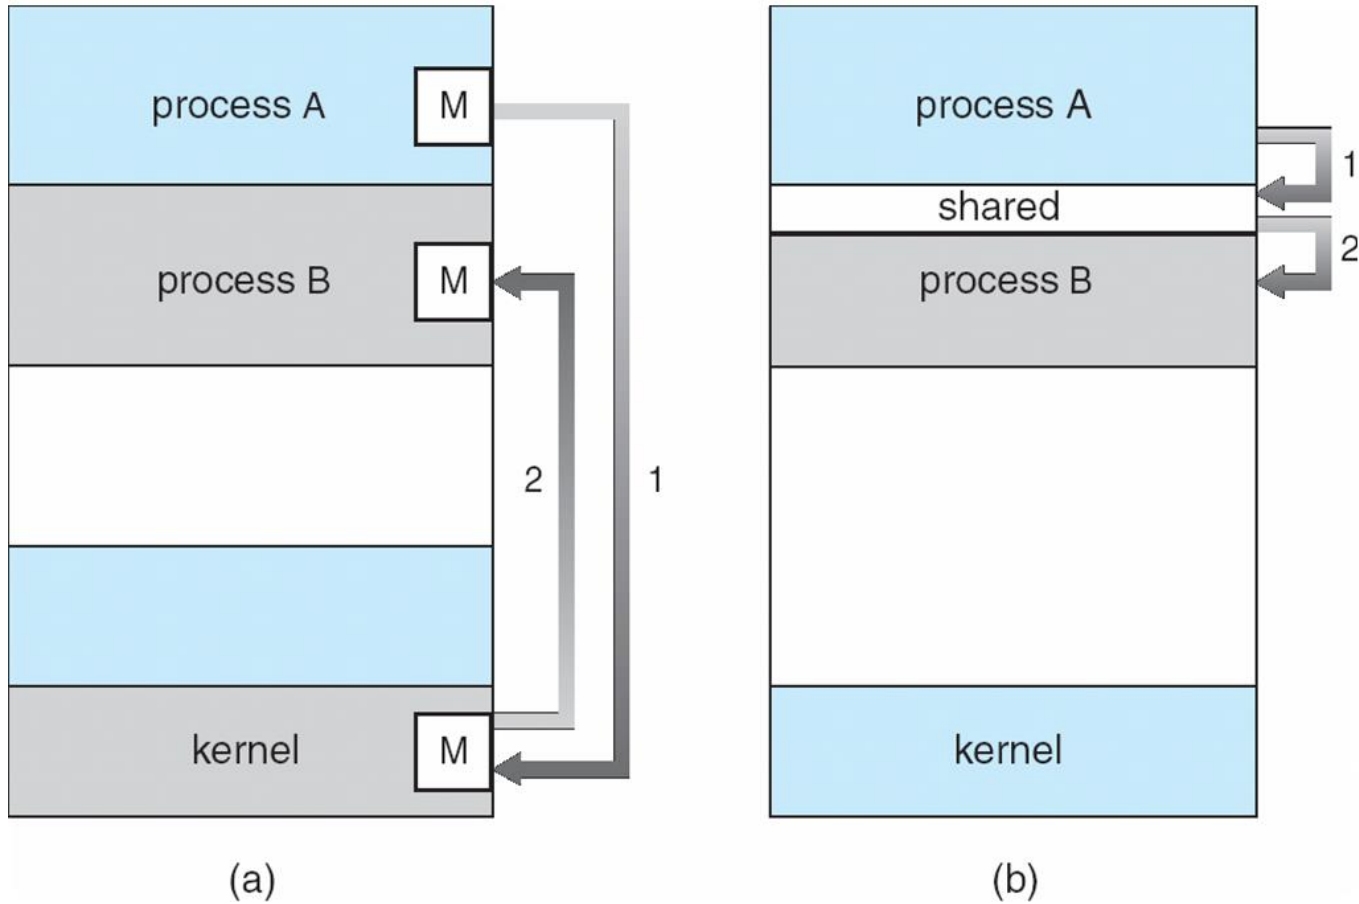 process A
M
process B
M
2
1
kernel
M
(a)
process A
1
shared
2
process B
kernel
(b)